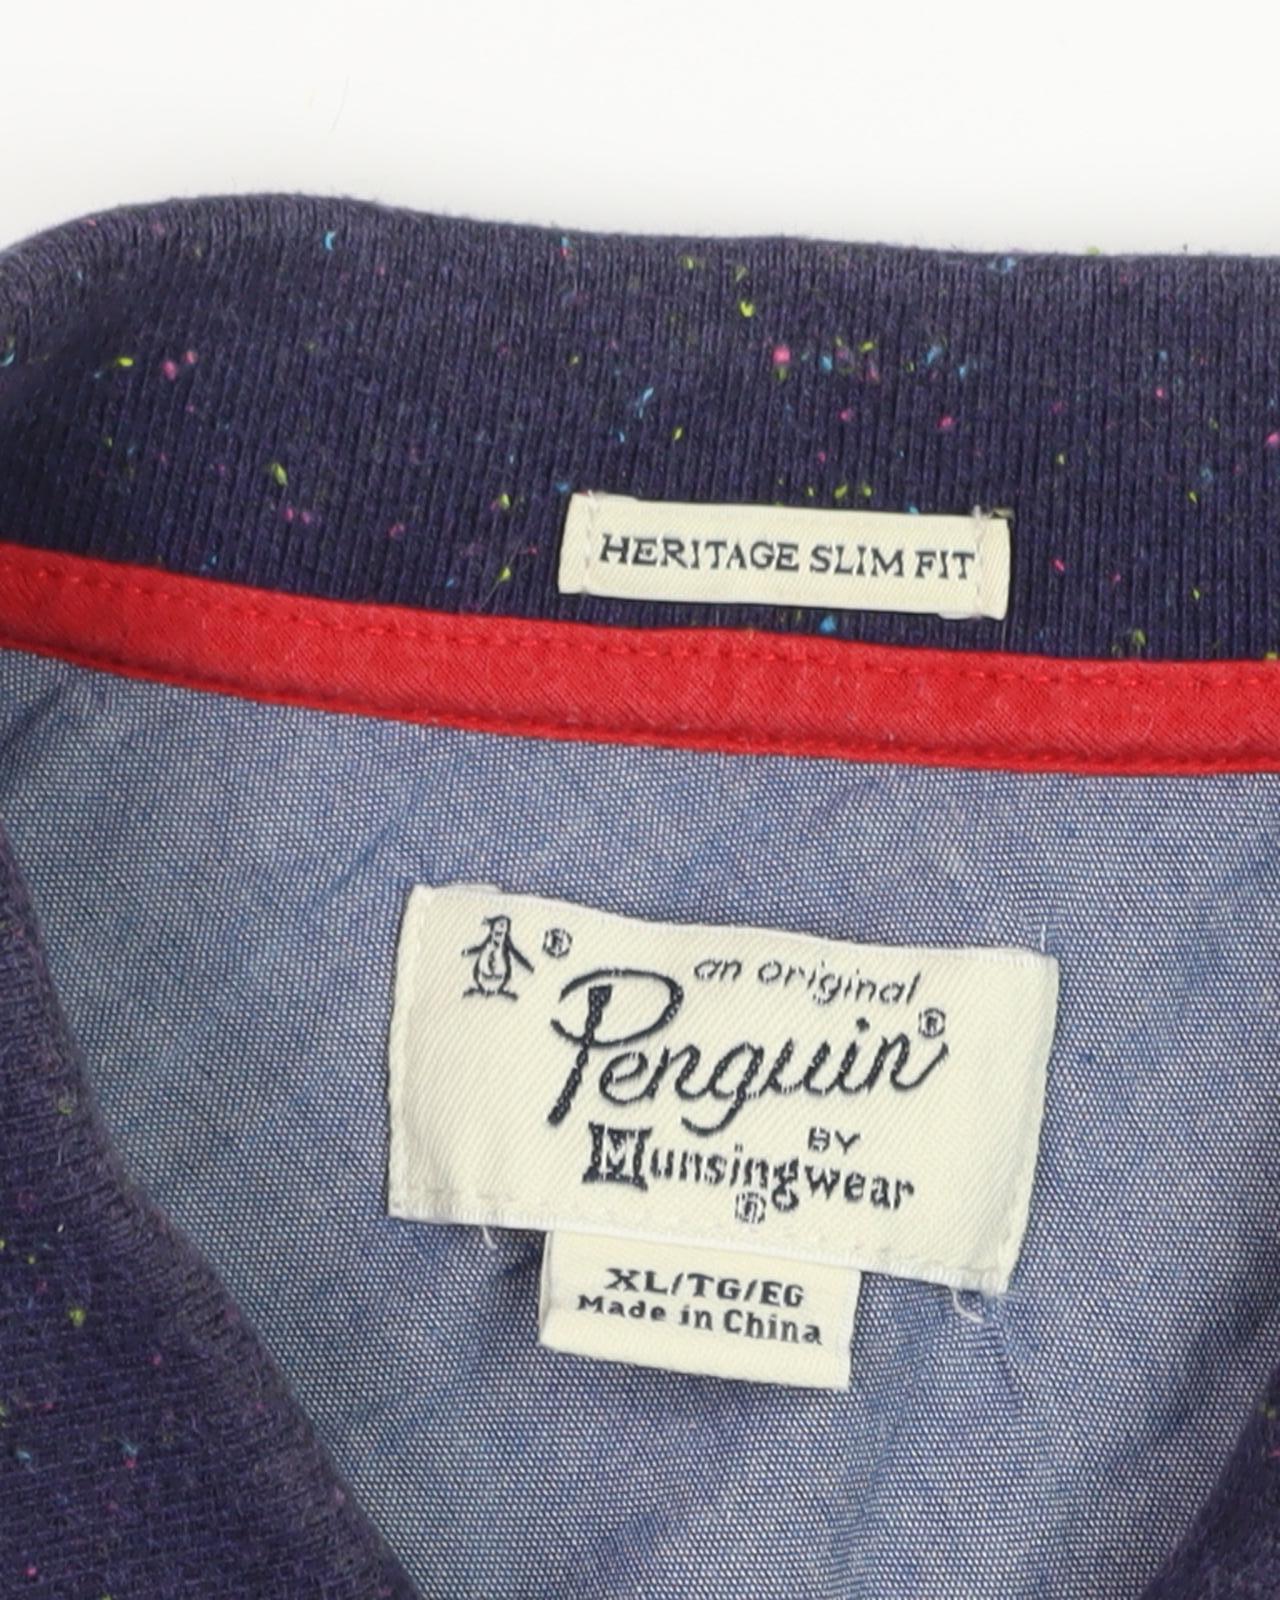 HERITAGE SLIM FIT
®
an original
Penguin®
BY
Munsingwear
®
XL/TG/EG
Made in China